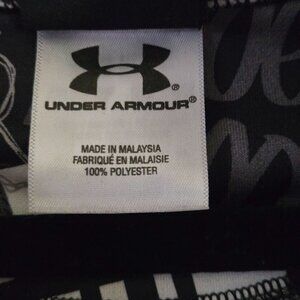 UNDER ARMOUR®
MADE IN MALAYSIA
FABRIQUÉ EN MALAISIE
100% POLYESTER